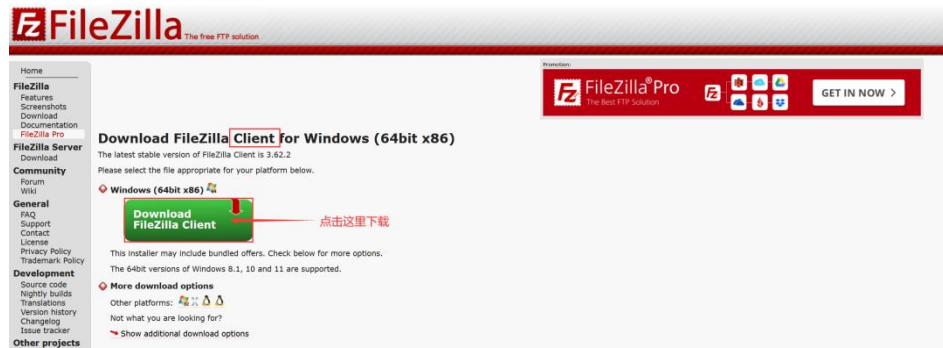 FileZilla The free FTP solution
Home
FileZilla
Features
Screenshots
Download
Documentation
FileZilla Pro
FileZilla Server
Download
Community
Forum
Wiki
General
FAQ
Support
Contact
License
Privacy Policy
Trademark Policy
Development
Source code
Nightly builds
Translations
Version history
Changelog
Issue tracker
Other projects
Promotion:
FileZilla®Pro
The Best FTP Solution
GET IN NOW >
Download FileZilla Client for Windows (64bit x86)
The latest stable version of FileZilla Client is 3.62.2
Please select the file appropriate for your platform below.
Windows (64bit x86)
Download
FileZilla Client
点击这里下载
This installer may include bundled offers. Check below for more options.
The 64bit versions of Windows 8.1, 10 and 11 are supported.
More download options
Other platforms:
Not what you are looking for?
Show additional download options